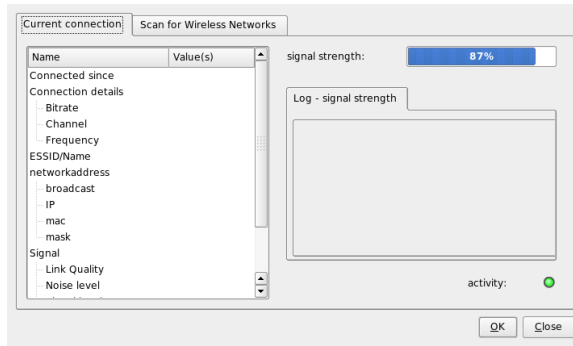 Current connection
Scan for Wireless Networks
Name
Value(s)
Connected since
Connection details
Bitrate
Channel
Frequency
ESSID/Name
networkaddress
broadcast
IP
mac
mask
Signal
Link Quality
Noise level
signal strength:
87%
Log - signal strength
activity:
OK
Close